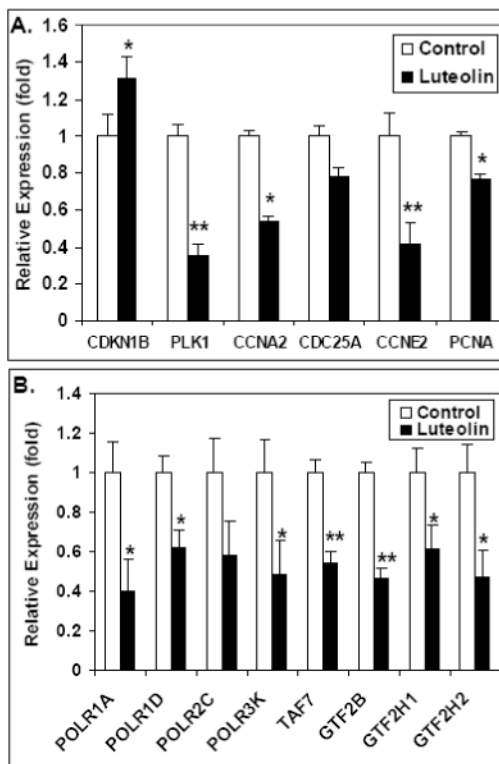 A.
1.6
1.4
1.2
1
0.8
0.6
0.4
0.2
0
Relative Expression (fold)
Control
Luteolin
*
**
*
**
*
CDKN1B PLK1 CCNA2 CDC25A CCNE2 PCNA
B.
1.4
1.2
1
0.8
0.6
0.4
0.2
0
Relative Expression (fold)
Control
Luteolin
*
*
*
**
**
*
*
POLR1A POLR1D POLR2C POLR3K TAF7 GTF2B GTF2H1 GTF2H2